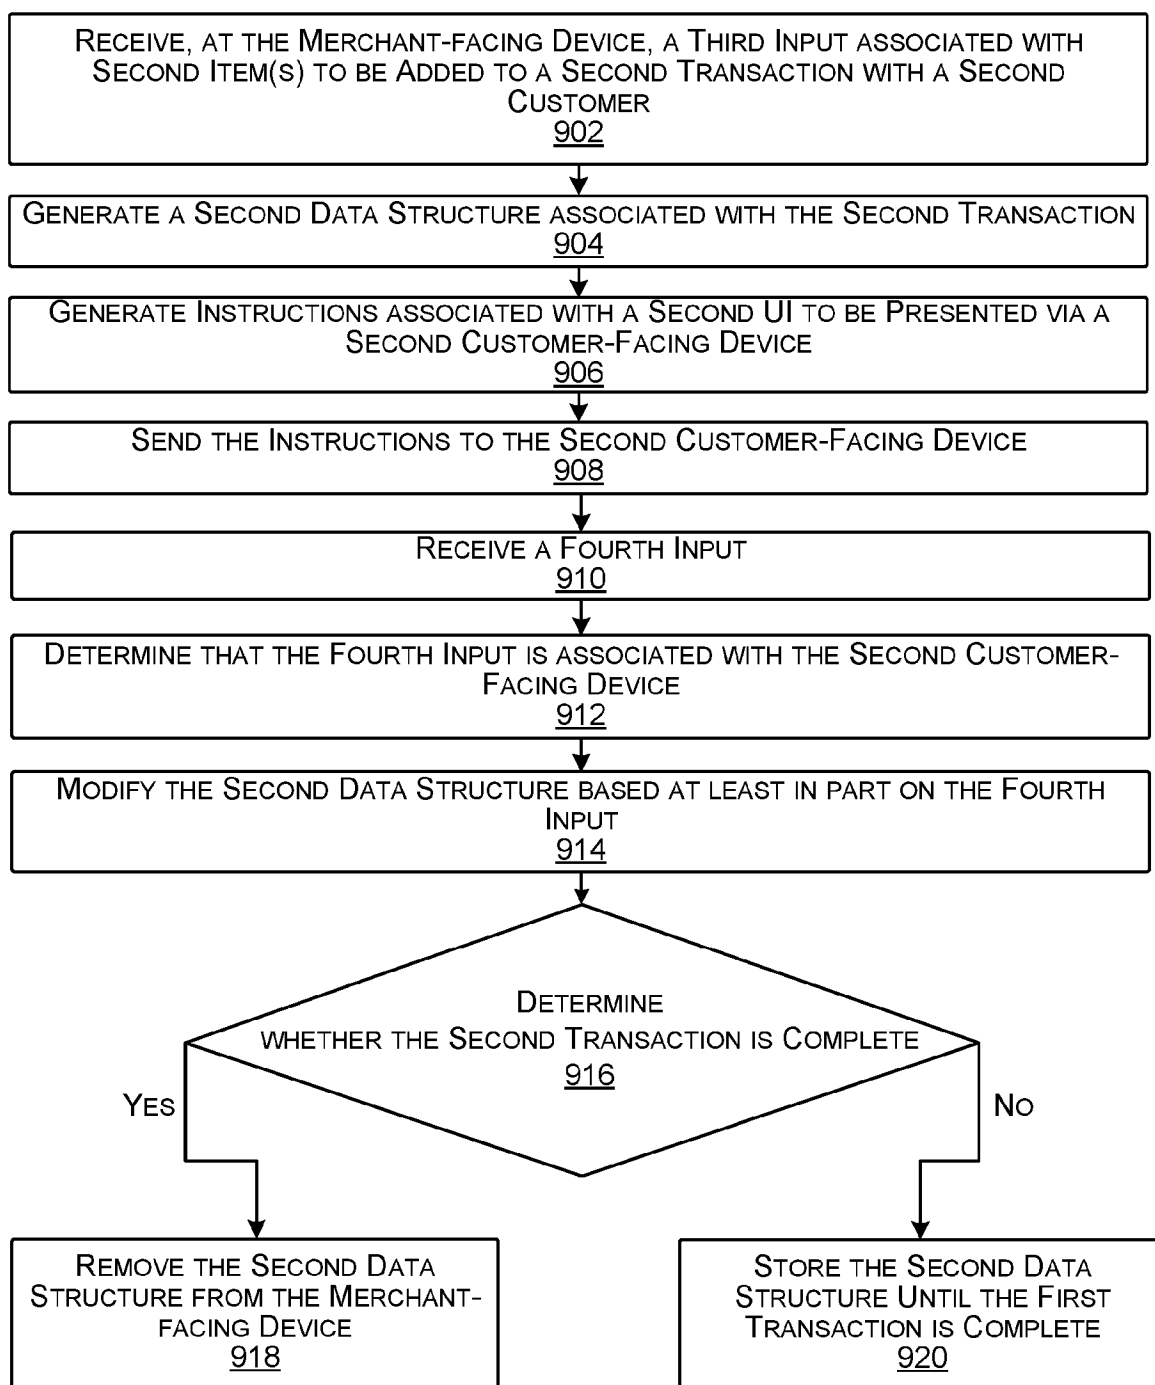 RECEIVE, AT THE MERCHANT-FACING DEVICE, A THIRD INPUT ASSOCIATED WITH
SECOND ITEM(S) TO BE ADDED TO A SECOND TRANSACTION WITH A SECOND
CUSTOMER
902
GENERATE A SECOND DATA STRUCTURE ASSOCIATED WITH THE SECOND TRANSACTION
904
GENERATE INSTRUCTIONS ASSOCIATED WITH A SECOND UI TO BE PRESENTED VIA A
SECOND CUSTOMER-FACING DEVICE
906
SEND THE INSTRUCTIONS TO THE SECOND CUSTOMER-FACING DEVICE
908
RECEIVE A FOURTH INPUT
910
DETERMINE THAT THE FOURTH INPUT IS ASSOCIATED WITH THE SECOND CUSTOMER-
FACING DEVICE
912
MODIFY THE SECOND DATA STRUCTURE BASED AT LEAST IN PART ON THE FOURTH
INPUT
914
DETERMINE
WHETHER THE SECOND TRANSACTION IS COMPLETE
916
YES
NO
REMOVE THE SECOND DATA
STRUCTURE FROM THE MERCHANT-
FACING DEVICE
918
STORE THE SECOND DATA
STRUCTURE UNTIL THE FIRST
TRANSACTION IS COMPLETE
920